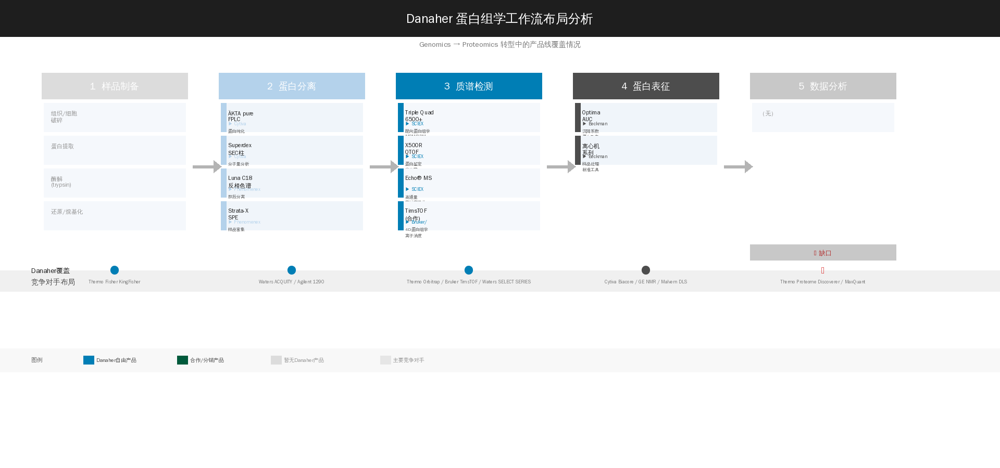 Danaher 蛋白组学工作流布局分析
Genomics → Proteomics 转型中的产品线覆盖情况
1 样品制备
组织/细胞
破碎
蛋白提取
酶解
(trypsin)
还原/烷基化
2 蛋白分离
ÄKTA pure
FPLC
▶ Cytiva
蛋白纯化
Superdex
SEC柱
▶ Cytiva
分子量分析
Luna C18
反相色谱
▶ Phenomenex
肽段分离
Strata-X
SPE
▶ Phenomenex
样品富集
3 质谱检测
Triple Quad
6500+
▶ SCIEX
靶向蛋白组学
X500R
QTOF
▶ SCIEX
蛋白鉴定
Echo® MS
▶ SCIEX
高通量
TimsTOF
(合作)
▶ Bruker/
4D蛋白组学
离子淌度
4 蛋白表征
Optima
AUC
▶ Beckman
沉降系数
离心机
系列
▶ Beckman
样品处理
标准工具
5 数据分析
（无）
缺口
Danaher覆盖
竞争对手布局
Thermo Fisher KingFisher
Waters ACQUITY / Agilent 1290
Thermo Orbitrap / Bruker TimsTOF / Waters SELECT SERIES
Cytiva Biacore / GE NMR / Malvern DLS
Thermo Proteome Discoverer / MaxQuant
图例
Danaher自由产品
合作/分销产品
暂无Danaher产品
主要竞争对手